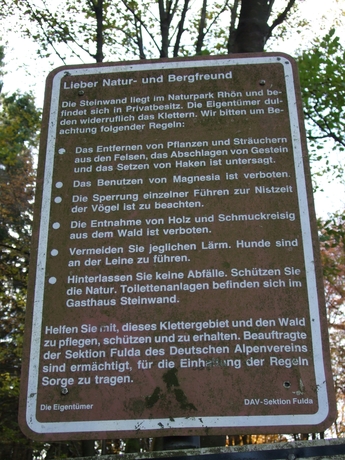 Lieber Natur- und Bergfreund
Die Steinwand liegt im Naturpark Rhön und be-
findet sich in Privatbesitz. Die Eigentümer dul-
den widerruflich das Klettern. Wir bitten um Be-
achtung folgender Regeln:
Das Entfernen von Pflanzen und Sträuchern
aus den Felsen, das Abschlagen von Gestein
und das Setzen von Haken ist untersagt.
Das Benutzen von Magnesia ist verboten.
Die Sperrung einzelner Führen zur Nistzeit
der Vögel ist zu beachten.
Die Entnahme von Holz und Schmuckreisig
aus dem Wald ist verboten.
Vermeiden Sie jeglichen Lärm. Hunde sind
an der Leine zu führen.
Hinterlassen Sie keine Abfälle. Schützen Sie
die Natur. Toilettenanlagen befinden sich im
Gasthaus Steinwand.
Helfen Sie mit, dieses Klettergebiet und den Wald
zu pflegen, schützen und zu erhalten. Beauftragte
der Sektion Fulda des Deutschen Alpenvereins
sind ermächtigt, für die Einhaltung der Regeln
Sorge zu tragen.
Die Eigentümer DAV-Sektion Fulda